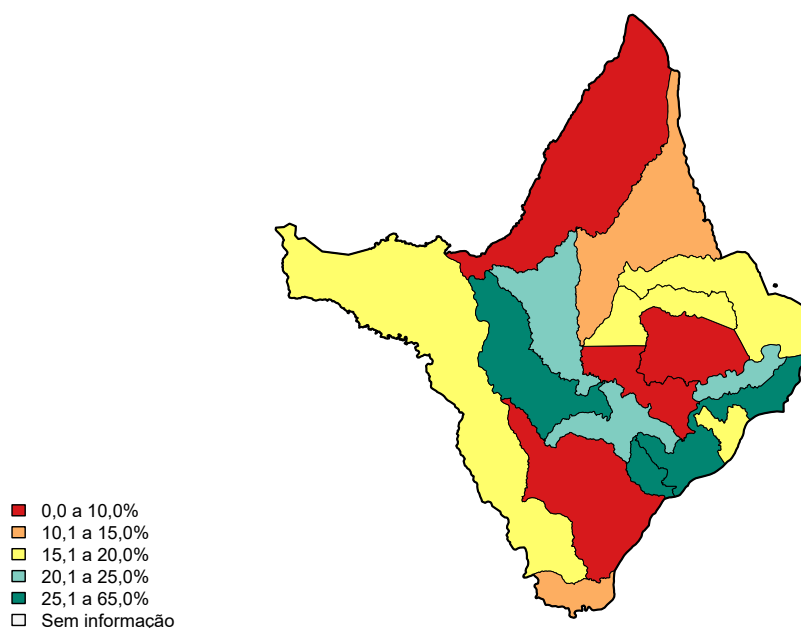 0,0 a 10,0%
10,1 a 15,0%
15,1 a 20,0%
20,1 a 25,0%
25,1 a 65,0%
Sem informação